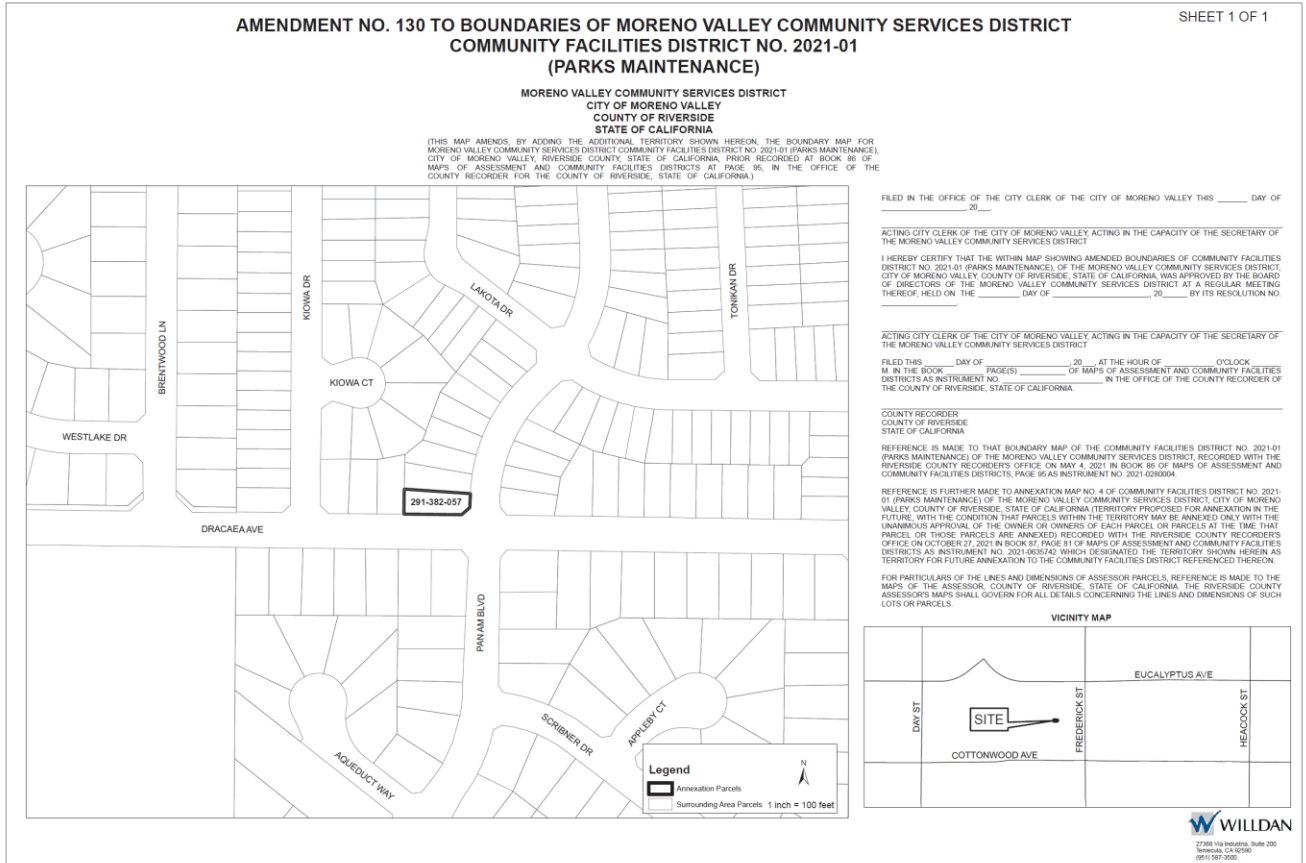 SHEET 1 OF 1
AMENDMENT NO. 130 TO BOUNDARIES OF MORENO VALLEY COMMUNITY SERVICES DISTRICT
COMMUNITY FACILITIES DISTRICT NO. 2021-01
(PARKS MAINTENANCE)
MORENO VALLEY COMMUNITY SERVICES DISTRICT
CITY OF MORENO VALLEY
COUNTY OF RIVERSIDE
STATE OF CALIFORNIA
(THIS MAP AMENDS, BY ADDING THE ADDITIONAL TERRITORY SHOWN HEREON, THE BOUNDARY MAP FOR
MORENO VALLEY COMMUNITY SERVICES DISTRICT COMMUNITY FACILITIES DISTRICT NO. 2021-01 (PARKS MAINTENANCE),
CITY OF MORENO VALLEY, RIVERSIDE COUNTY, STATE OF CALIFORNIA, PRIOR RECORDED AT BOOK 86 OF
MAPS OF ASSESSMENT AND COMMUNITY FACILITIES DISTRICTS AT PAGE 95, IN THE OFFICE OF THE
COUNTY RECORDER FOR THE COUNTY OF RIVERSIDE, STATE OF CALIFORNIA.)
BRENTWOOD LN
KIOWA DR
LAKOTA DR
TONIKAN DR
KIOWA CT
WESTLAKE DR
291-382-057
DRACAEA AVE
PAN AM BLVD
SCRIBNER DR
APPLEBY CT
AQUEDUCT WAY
Legend
N
Annexation Parcels
Surrounding Area Parcels
1 inch = 100 feet
FILED IN THE OFFICE OF THE CITY CLERK OF THE CITY OF MORENO VALLEY THIS ______ DAY OF
________________, 20___.
ACTING CITY CLERK OF THE CITY OF MORENO VALLEY, ACTING IN THE CAPACITY OF THE SECRETARY OF
THE MORENO VALLEY COMMUNITY SERVICES DISTRICT
I HEREBY CERTIFY THAT THE WITHIN MAP SHOWING AMENDED BOUNDARIES OF COMMUNITY FACILITIES
DISTRICT NO. 2021-01 (PARKS MAINTENANCE), OF THE MORENO VALLEY COMMUNITY SERVICES DISTRICT,
CITY OF MORENO VALLEY, COUNTY OF RIVERSIDE, STATE OF CALIFORNIA, WAS APPROVED BY THE BOARD
OF DIRECTORS OF THE MORENO VALLEY COMMUNITY SERVICES DISTRICT AT A REGULAR MEETING
THEREOF, HELD ON THE ________ DAY OF __________________, 20_____ BY ITS RESOLUTION NO.
______________.
ACTING CITY CLERK OF THE CITY OF MORENO VALLEY, ACTING IN THE CAPACITY OF THE SECRETARY OF
THE MORENO VALLEY COMMUNITY SERVICES DISTRICT
FILED THIS ______ DAY OF ________________, 20___, AT THE HOUR OF __________ O'CLOCK ______
M. IN THE BOOK ________ PAGE(S) _________ OF MAPS OF ASSESSMENT AND COMMUNITY FACILITIES
DISTRICTS AS INSTRUMENT NO. ___________________ IN THE OFFICE OF THE COUNTY RECORDER OF
THE COUNTY OF RIVERSIDE, STATE OF CALIFORNIA.
COUNTY RECORDER
COUNTY OF RIVERSIDE
STATE OF CALIFORNIA
REFERENCE IS MADE TO THAT BOUNDARY MAP OF THE COMMUNITY FACILITIES DISTRICT NO. 2021-01
(PARKS MAINTENANCE) OF THE MORENO VALLEY COMMUNITY SERVICES DISTRICT, RECORDED WITH THE
RIVERSIDE COUNTY RECORDER'S OFFICE ON MAY 4, 2021 IN BOOK 86 OF MAPS OF ASSESSMENT AND
COMMUNITY FACILITIES DISTRICTS, PAGE 95 AS INSTRUMENT NO. 2021-0280004.
REFERENCE IS FURTHER MADE TO ANNEXATION MAP NO. 4 OF COMMUNITY FACILITIES DISTRICT NO. 2021-
01 (PARKS MAINTENANCE) OF THE MORENO VALLEY COMMUNITY SERVICES DISTRICT, CITY OF MORENO
VALLEY, COUNTY OF RIVERSIDE, STATE OF CALIFORNIA (TERRITORY PROPOSED FOR ANNEXATION IN THE
FUTURE, WITH THE CONDITION THAT PARCELS WITHIN THE TERRITORY MAY BE ANNEXED ONLY WITH THE
UNANIMOUS APPROVAL OF THE OWNER OR OWNERS OF EACH PARCEL OR PARCELS AT THE TIME THAT
PARCEL OR THOSE PARCELS ARE ANNEXED) RECORDED WITH THE RIVERSIDE COUNTY RECORDER'S
OFFICE ON OCTOBER 27, 2021 IN BOOK 87, PAGE 81 OF MAPS OF ASSESSMENT AND COMMUNITY FACILITIES
DISTRICTS AS INSTRUMENT NO. 2021-0635742 WHICH DESIGNATED THE TERRITORY SHOWN HEREIN AS
TERRITORY FOR FUTURE ANNEXATION TO THE COMMUNITY FACILITIES DISTRICT REFERENCED THEREON.
FOR PARTICULARS OF THE LINES AND DIMENSIONS OF ASSESSOR PARCELS, REFERENCE IS MADE TO THE
MAPS OF THE ASSESSOR, COUNTY OF RIVERSIDE, STATE OF CALIFORNIA. THE RIVERSIDE COUNTY
ASSESSOR'S MAPS SHALL GOVERN FOR ALL DETAILS CONCERNING THE LINES AND DIMENSIONS OF SUCH
LOTS OR PARCELS.
VICINITY MAP
EUCALYPTUS AVE
DAY ST
SITE
FREDERICK ST
HEACOCK ST
COTTONWOOD AVE
WILLDAN
27368 Via Industria, Suite 200
Temecula, CA 92590
(951) 587-3500